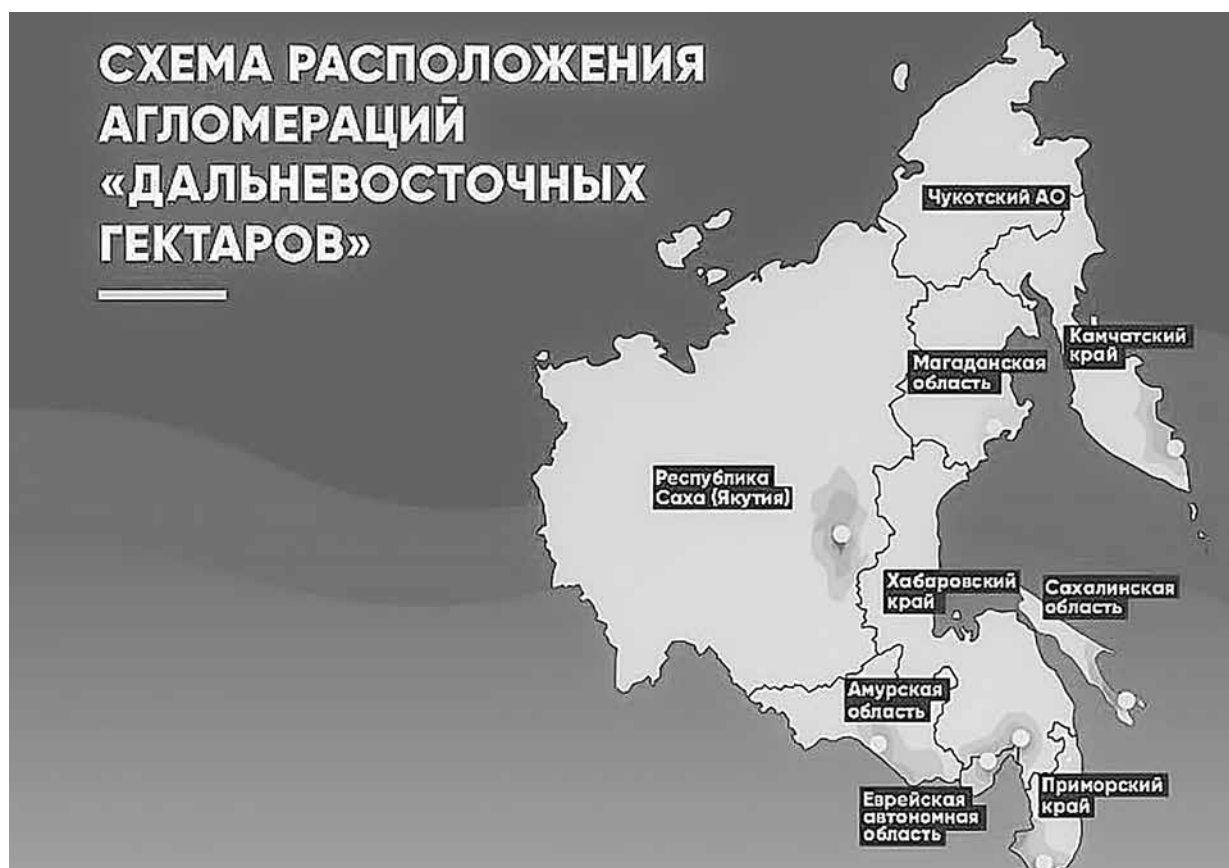 СХЕМА РАСПОЛОЖЕНИЯ
АГЛОМЕРАЦИЙ
«ДАЛЬНЕВОСТОЧНЫХ
ГЕКТАРОВ»
Чукотский АО
Камчатский
край
Магаданская
область
Республика
Саха (Якутия)
Хабаровский
край
Сахалинская
область
Амурская
область
Еврейская
автономная
область
Приморский
край